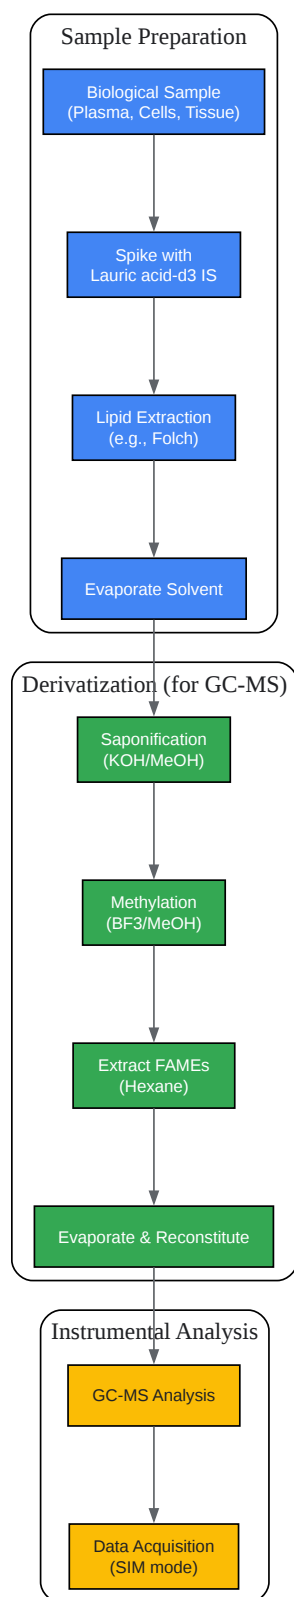 Sample Preparation
Biological Sample
(Plasma, Cells, Tissue)
Spike with
Lauric acid-d3 IS
Lipid Extraction
(e.g., Folch)
Evaporate Solvent
Derivatization (for GC-MS)
Saponification
(KOH/MeOH)
Methylation
(BF3/MeOH)
Extract FAMEs
(Hexane)
Evaporate & Reconstitute
Instrumental Analysis
GC-MS Analysis
Data Acquisition
(SIM mode)